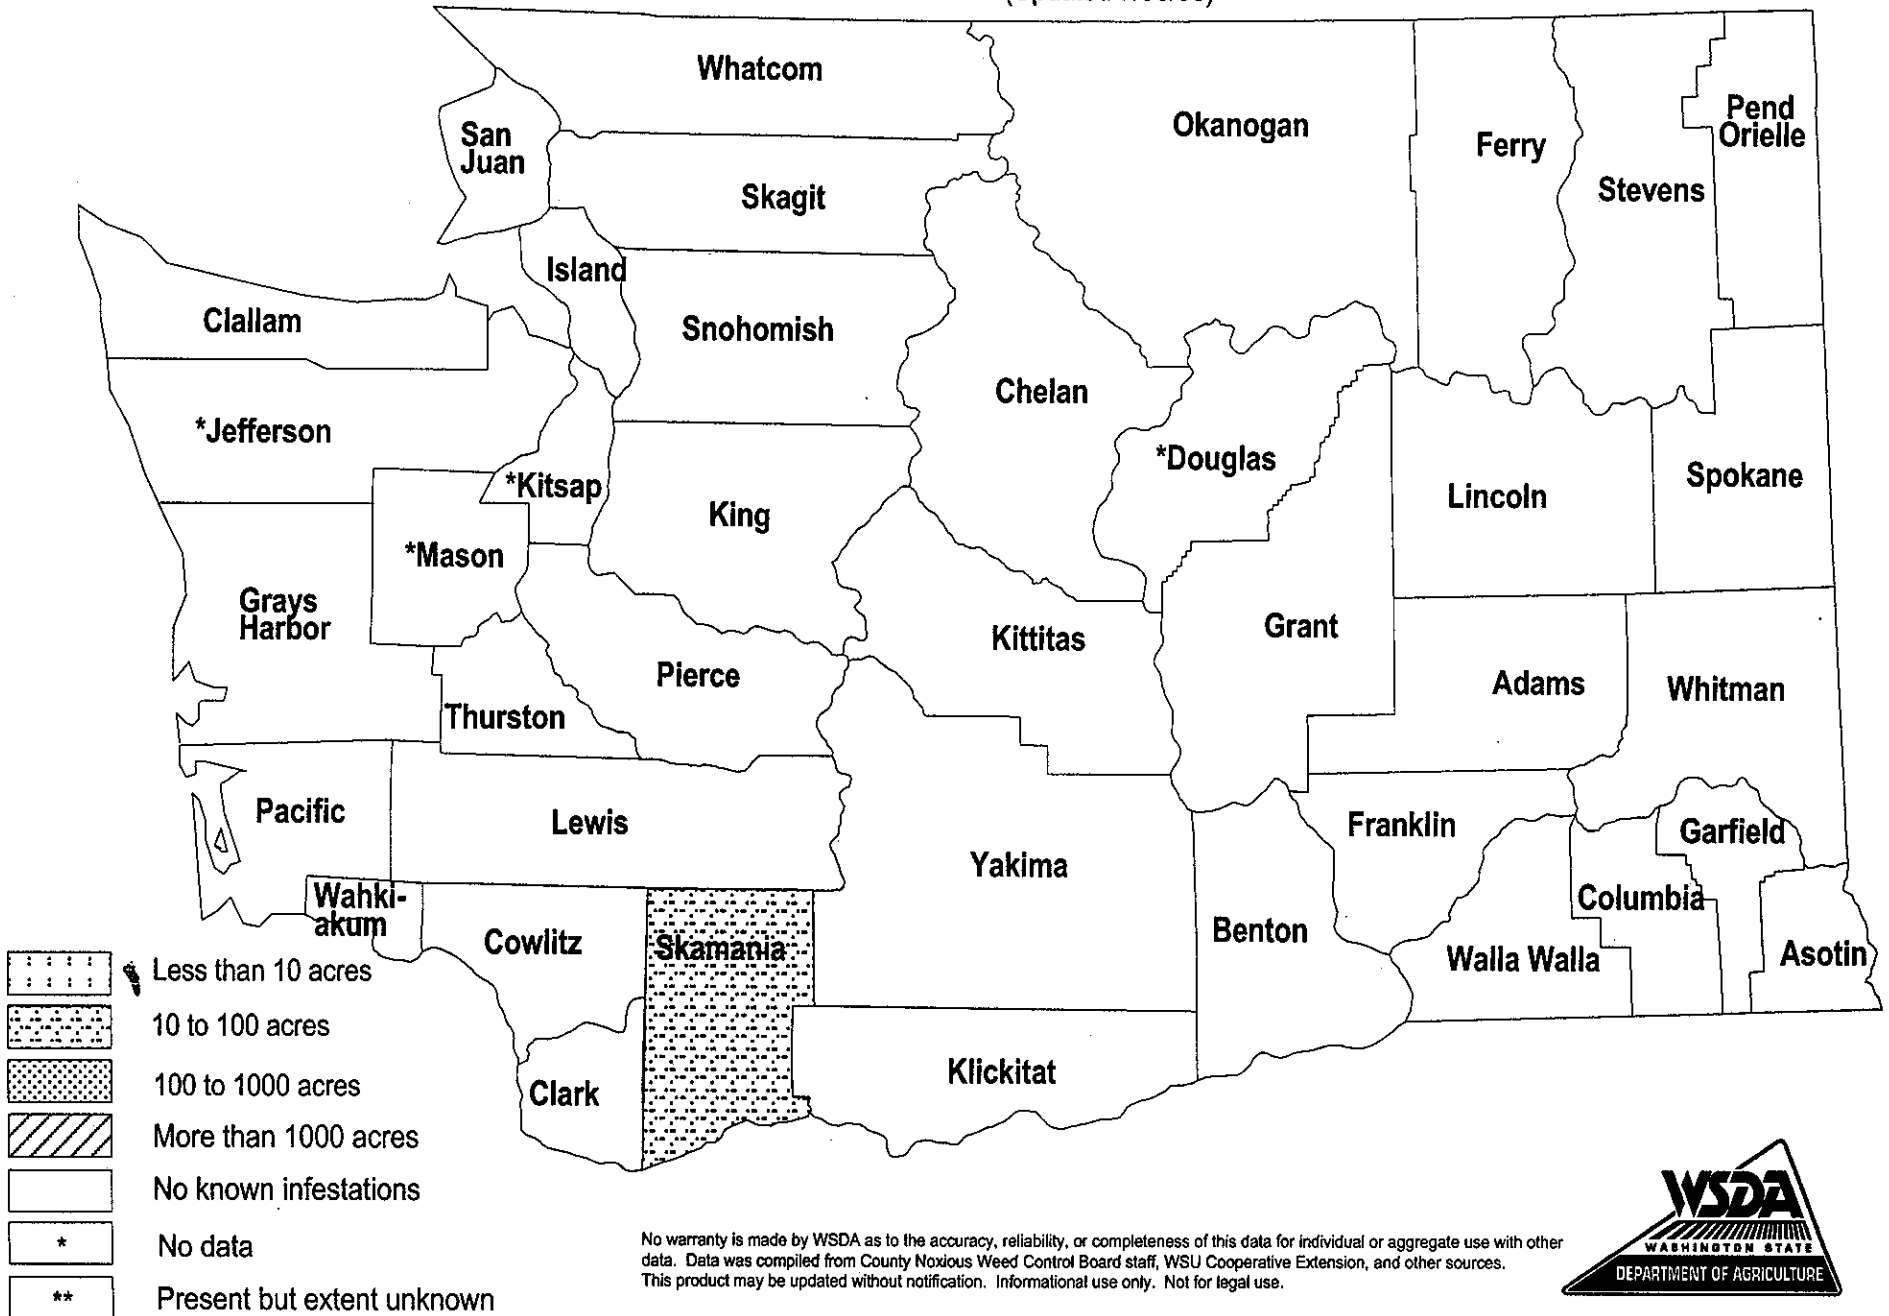 Whatcom
San
Juan
Okanogan
Ferry
Pend
Orielle
Stevens
Skagit
Island
Clallam
Snohomish
Chelan
*Jefferson
*Kitsap
*Douglas
Lincoln
Spokane
King
*Mason
Grays
Harbor
Kittitas
Grant
Pierce
Adams
Whitman
Thurston
Pacific
Lewis
Yakima
Franklin
Garfield
Wahki-
akum
Columbia
Cowlitz
Skamania
Benton
Walla Walla
Asotin
Clark
Klickitat
Less than 10 acres
10 to 100 acres
100 to 1000 acres
More than 1000 acres
No known infestations
* No data
** Present but extent unknown
No warranty is made by WSDA as to the accuracy, reliability, or completeness of this data for individual or aggregate use with other
data. Data was compiled from County Noxious Weed Control Board staff, WSU Cooperative Extension, and other sources.
This product may be updated without notification. Informational use only. Not for legal use.
WSDA
WASHINGTON STATE
DEPARTMENT OF AGRICULTURE